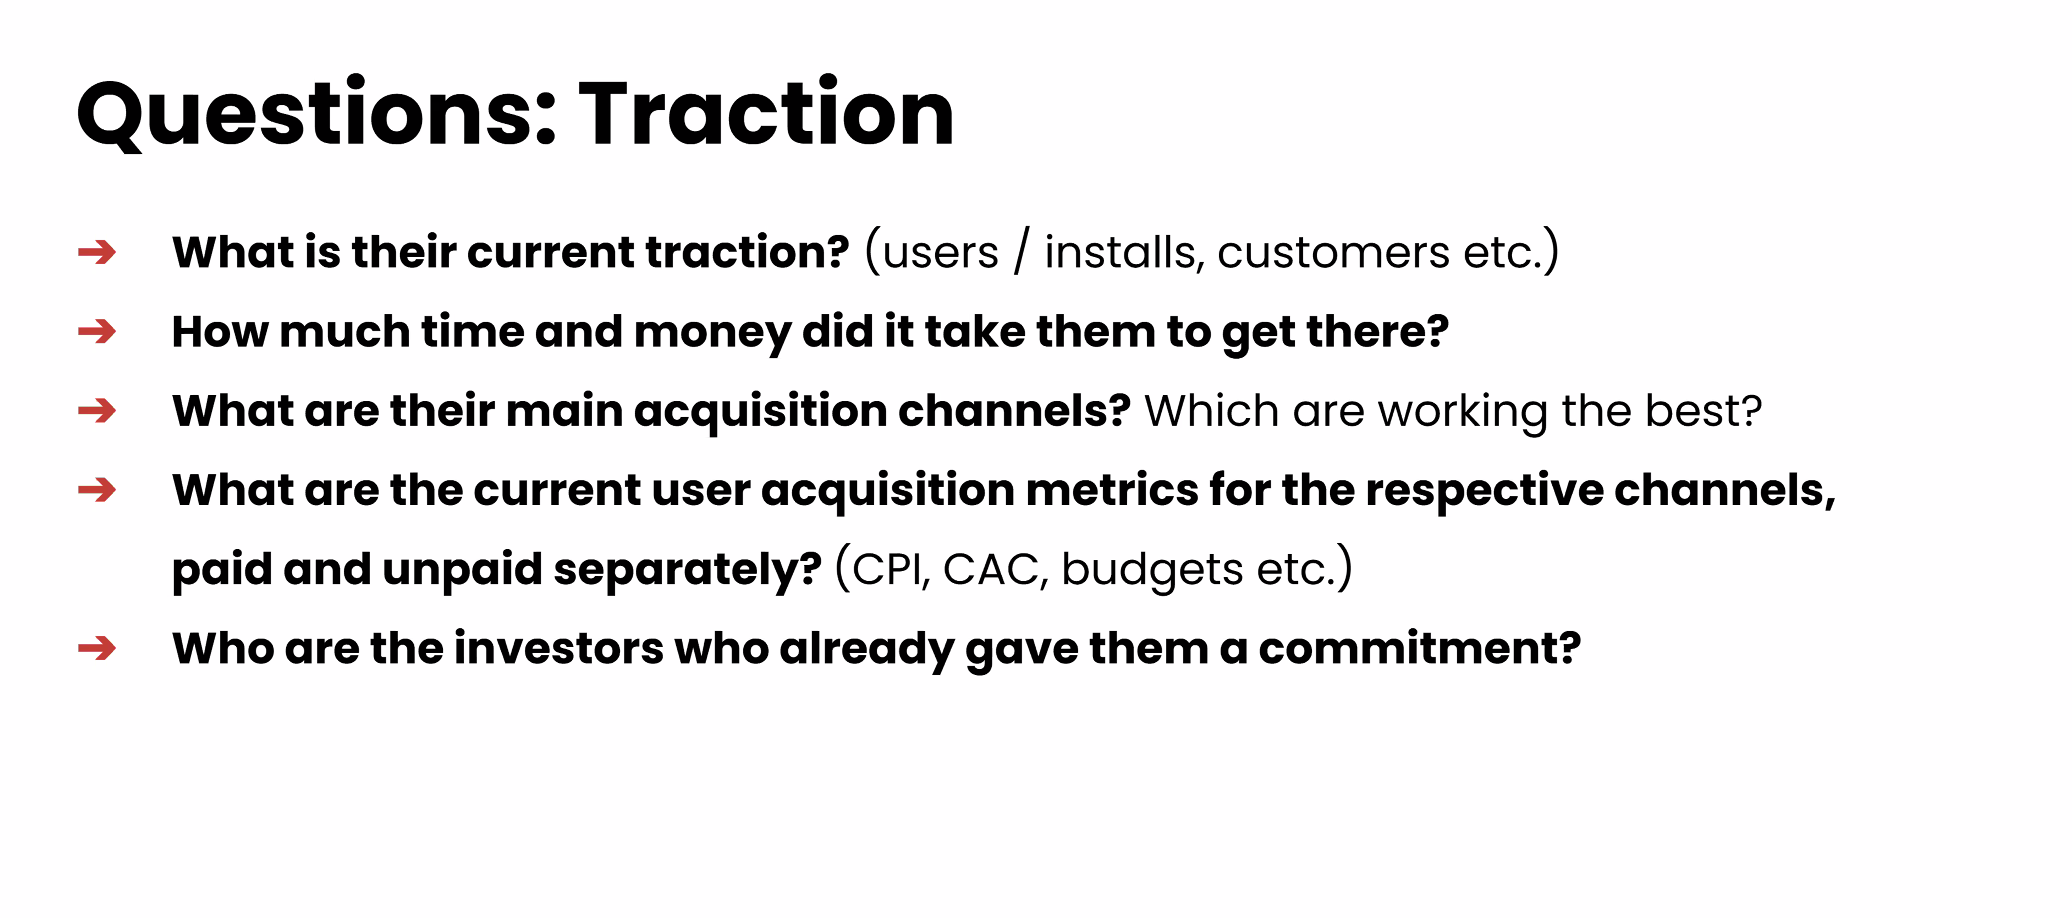 Questions: Traction
➔ What is their current traction? (users / installs, customers etc.)
➔ How much time and money did it take them to get there?
➔ What are their main acquisition channels? Which are working the best?
➔ What are the current user acquisition metrics for the respective channels,
paid and unpaid separately? (CPI, CAC, budgets etc.)
➔ Who are the investors who already gave them a commitment?